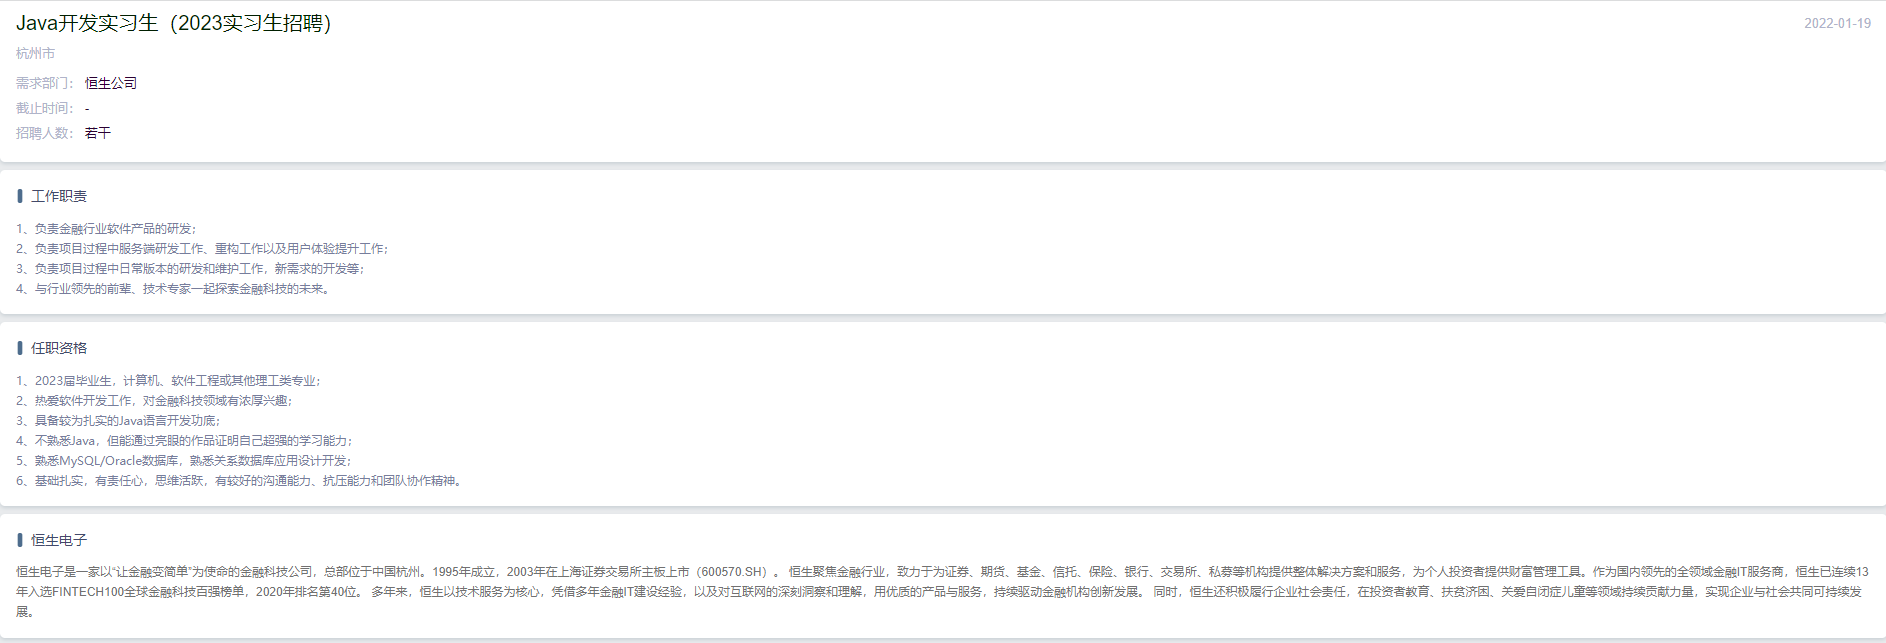 Java开发实习生（2023实习生招聘）
2022-01-19
杭州市
需求部门： 恒生公司
截止时间： -
招聘人数： 若干
工作职责
1、负责金融行业软件产品的研发；
2、负责项目过程中服务端研发工作、重构工作以及用户体验提升工作；
3、负责项目过程中日常版本的研发和维护工作，新需求的开发等；
4、与行业领先的前辈、技术专家一起探索金融科技的未来。
任职资格
1、2023届毕业生，计算机、软件工程或其他理工类专业；
2、热爱软件开发工作，对金融科技领域有浓厚兴趣；
3、具备较为扎实的Java语言开发功底；
4、不熟悉Java，但能通过亮眼的作品证明自己超强的学习能力；
5、熟悉MySQL/Oracle数据库，熟悉关系数据库应用设计开发；
6、基础扎实，有责任心，思维活跃，有较好的沟通能力、抗压能力和团队协作精神。
恒生电子
恒生电子是一家以“让金融变简单”为使命的金融科技公司，总部位于中国杭州。1995年成立，2003年在上海证券交易所主板上市（600570.SH）。 恒生聚焦金融行业，致力于为证券、期货、基金、信托、保险、银行、交易所、私募等机构提供整体解决方案和服务，为个人投资者提供财富管理工具。作为国内领先的全领域金融IT服务商，恒生已连续13
年入选FINTECH100全球金融科技百强榜单，2020年排名第40位。 多年来，恒生以技术服务为核心，凭借多年金融IT建设经验，以及对互联网的深刻洞察和理解，用优质的产品与服务，持续驱动金融机构创新发展。 同时，恒生还积极履行企业社会责任，在投资者教育、扶贫济困、关爱自闭症儿童等领域持续贡献力量，实现企业与社会共同可持续发
展。